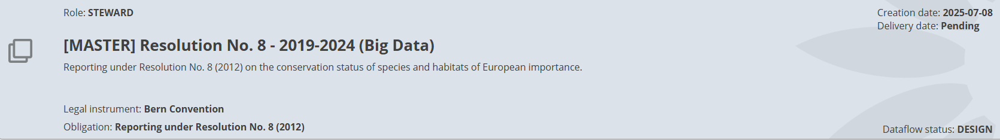 Role: STEWARD
Creation date: 2025-07-08
Delivery date: Pending
[MASTER] Resolution No. 8 - 2019-2024 (Big Data)
Reporting under Resolution No. 8 (2012) on the conservation status of species and habitats of European importance.
Legal instrument: Bern Convention
Obligation: Reporting under Resolution No. 8 (2012)
Dataflow status: DESIGN